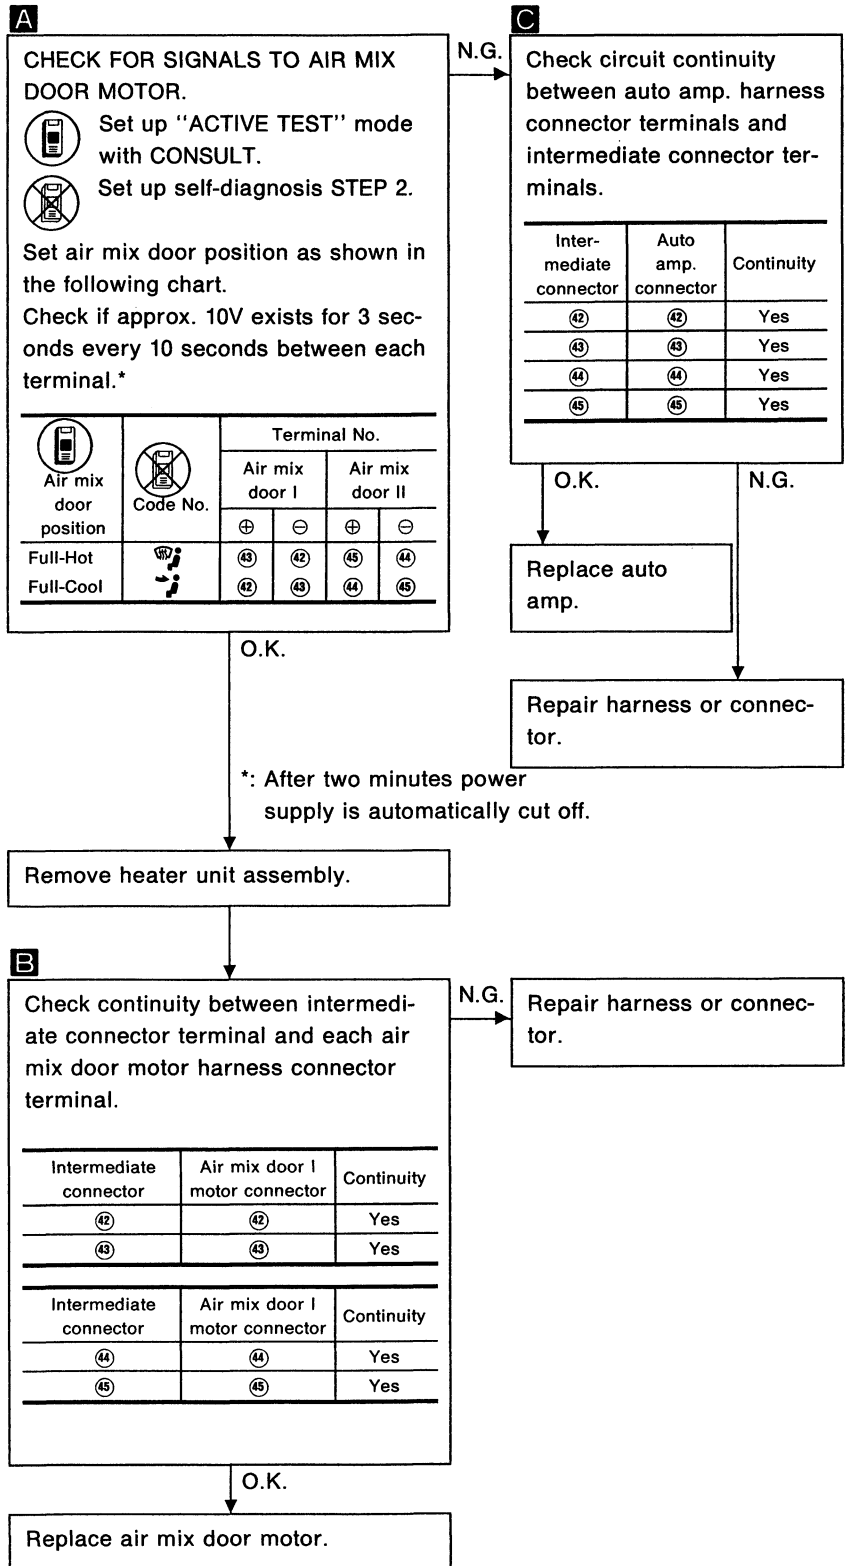 A
CHECK FOR SIGNALS TO AIR MIX
DOOR MOTOR.
Set up "ACTIVE TEST" mode
with CONSULT.
Set up self-diagnosis STEP 2.
Set air mix door position as shown in
the following chart.
Check if approx. 10V exists for 3 sec-
onds every 10 seconds between each
terminal.*
Air mix
door
position
Code No.
Terminal No.
Air mix
door I
Air mix
door II
⊕ ⊖ ⊕ ⊖
Full-Hot ㊸ ㊷ ㊺ ㊹
Full-Cool ㊷ ㊸ ㊹ ㊺
N.G.
C
Check circuit continuity
between auto amp. harness
connector terminals and
intermediate connector ter-
minals.
Inter-
mediate
connector
Auto
amp.
connector
Continuity
㊷ ㊷ Yes
㊸ ㊸ Yes
㊹ ㊹ Yes
㊺ ㊺ Yes
O.K.
N.G.
Replace auto
amp.
Repair harness or connec-
tor.
O.K.
*: After two minutes power
supply is automatically cut off.
Remove heater unit assembly.
B
Check continuity between intermedi-
ate connector terminal and each air
mix door motor harness connector
terminal.
Intermediate
connector
Air mix door I
motor connector
Continuity
㊷ ㊷ Yes
㊸ ㊸ Yes
Intermediate
connector
Air mix door I
motor connector
Continuity
㊹ ㊹ Yes
㊺ ㊺ Yes
N.G.
Repair harness or connec-
tor.
O.K.
Replace air mix door motor.